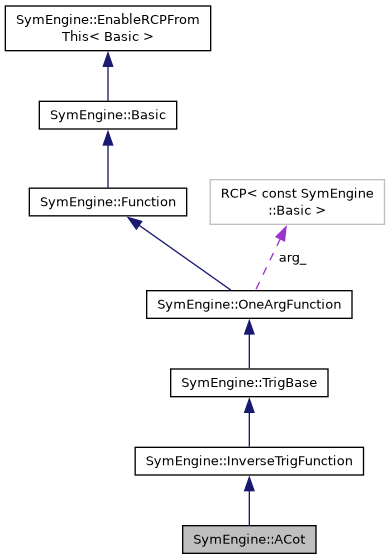 SymEngine::EnableRCPFrom
This< Basic >
SymEngine::Basic
SymEngine::Function
RCP< const SymEngine
::Basic >
arg_
SymEngine::OneArgFunction
SymEngine::TrigBase
SymEngine::InverseTrigFunction
SymEngine::ACot